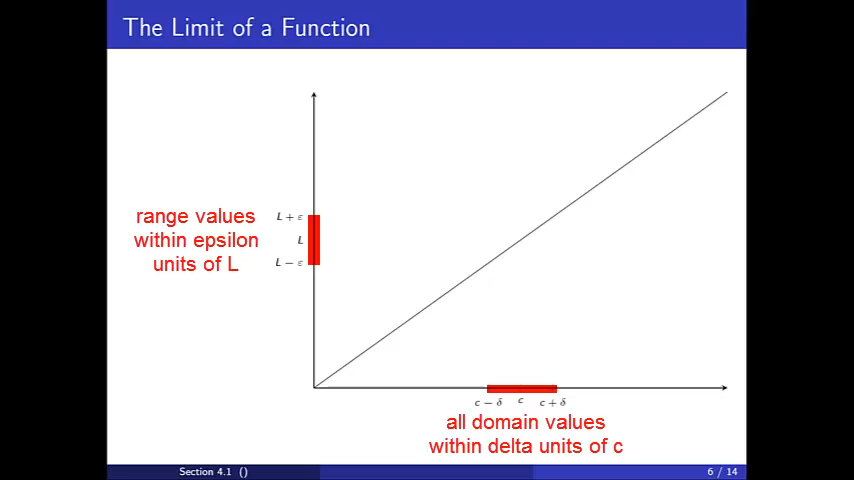 The Limit of a Function
L + ε
range values
within epsilon
units of L
L
L − ε
c − δ
c
c + δ
all domain values
within delta units of c
Section 4.1 ()
6 / 14